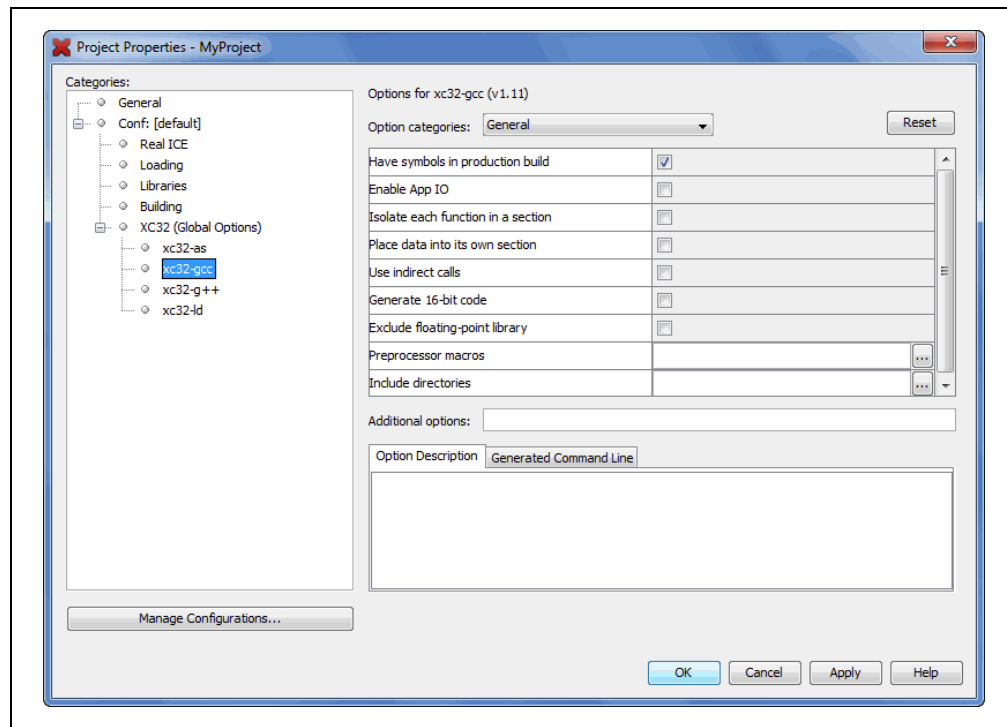 Project Properties - MyProject
Categories:
General
Conf: [default]
Real ICE
Loading
Libraries
Building
XC32 (Global Options)
xc32-as
xc32-gcc
xc32-g++
xc32-ld
Manage Configurations...
Options for xc32-gcc (v1.11)
Option categories: General
Reset
Have symbols in production build
Enable App IO
Isolate each function in a section
Place data into its own section
Use indirect calls
Generate 16-bit code
Exclude floating-point library
Preprocessor macros ...
Include directories ...
Additional options:
Option Description Generated Command Line
OK Cancel Apply Help